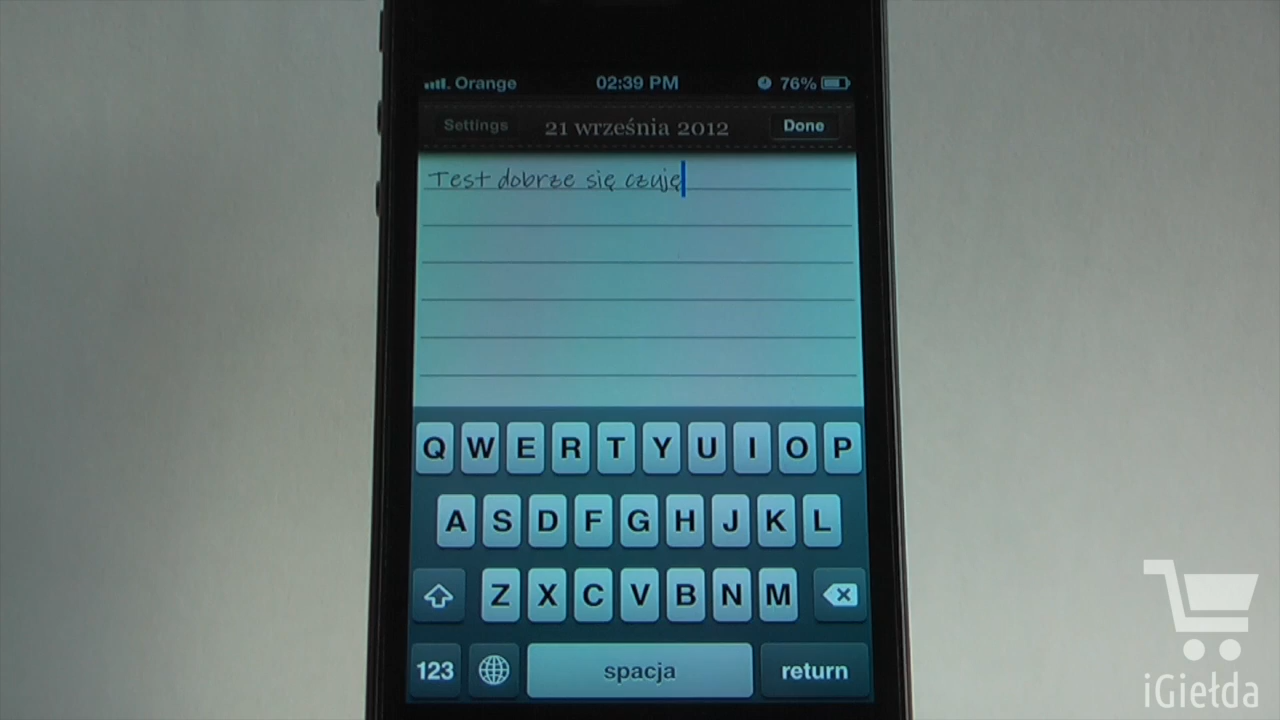 Orange 02:39 PM 76%
Settings 21 września 2012 Done
Test dobrze się czuję
Q W E R T Y U I O P
A S D F G H J K L
Z X C V B N M
123 spacja return
iGiełda